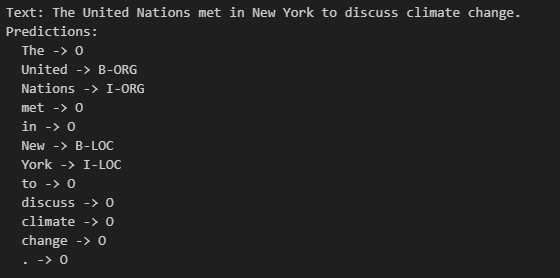 Text: The United Nations met in New York to discuss climate change.
Predictions:
  The -> O
  United -> B-ORG
  Nations -> I-ORG
  met -> O
  in -> O
  New -> B-LOC
  York -> I-LOC
  to -> O
  discuss -> O
  climate -> O
  change -> O
  . -> O